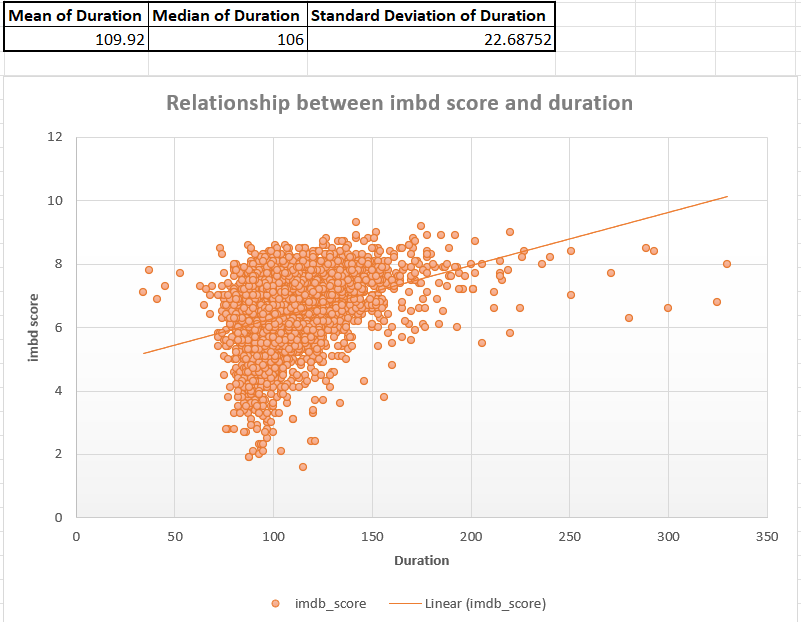 Mean of Duration Median of Duration Standard Deviation of Duration
109.92 106 22.68752
Relationship between imbd score and duration
12
10
8
6
4
2
0
imbd score
0 50 100 150 200 250 300 350
Duration
imdb_score Linear (imdb_score)